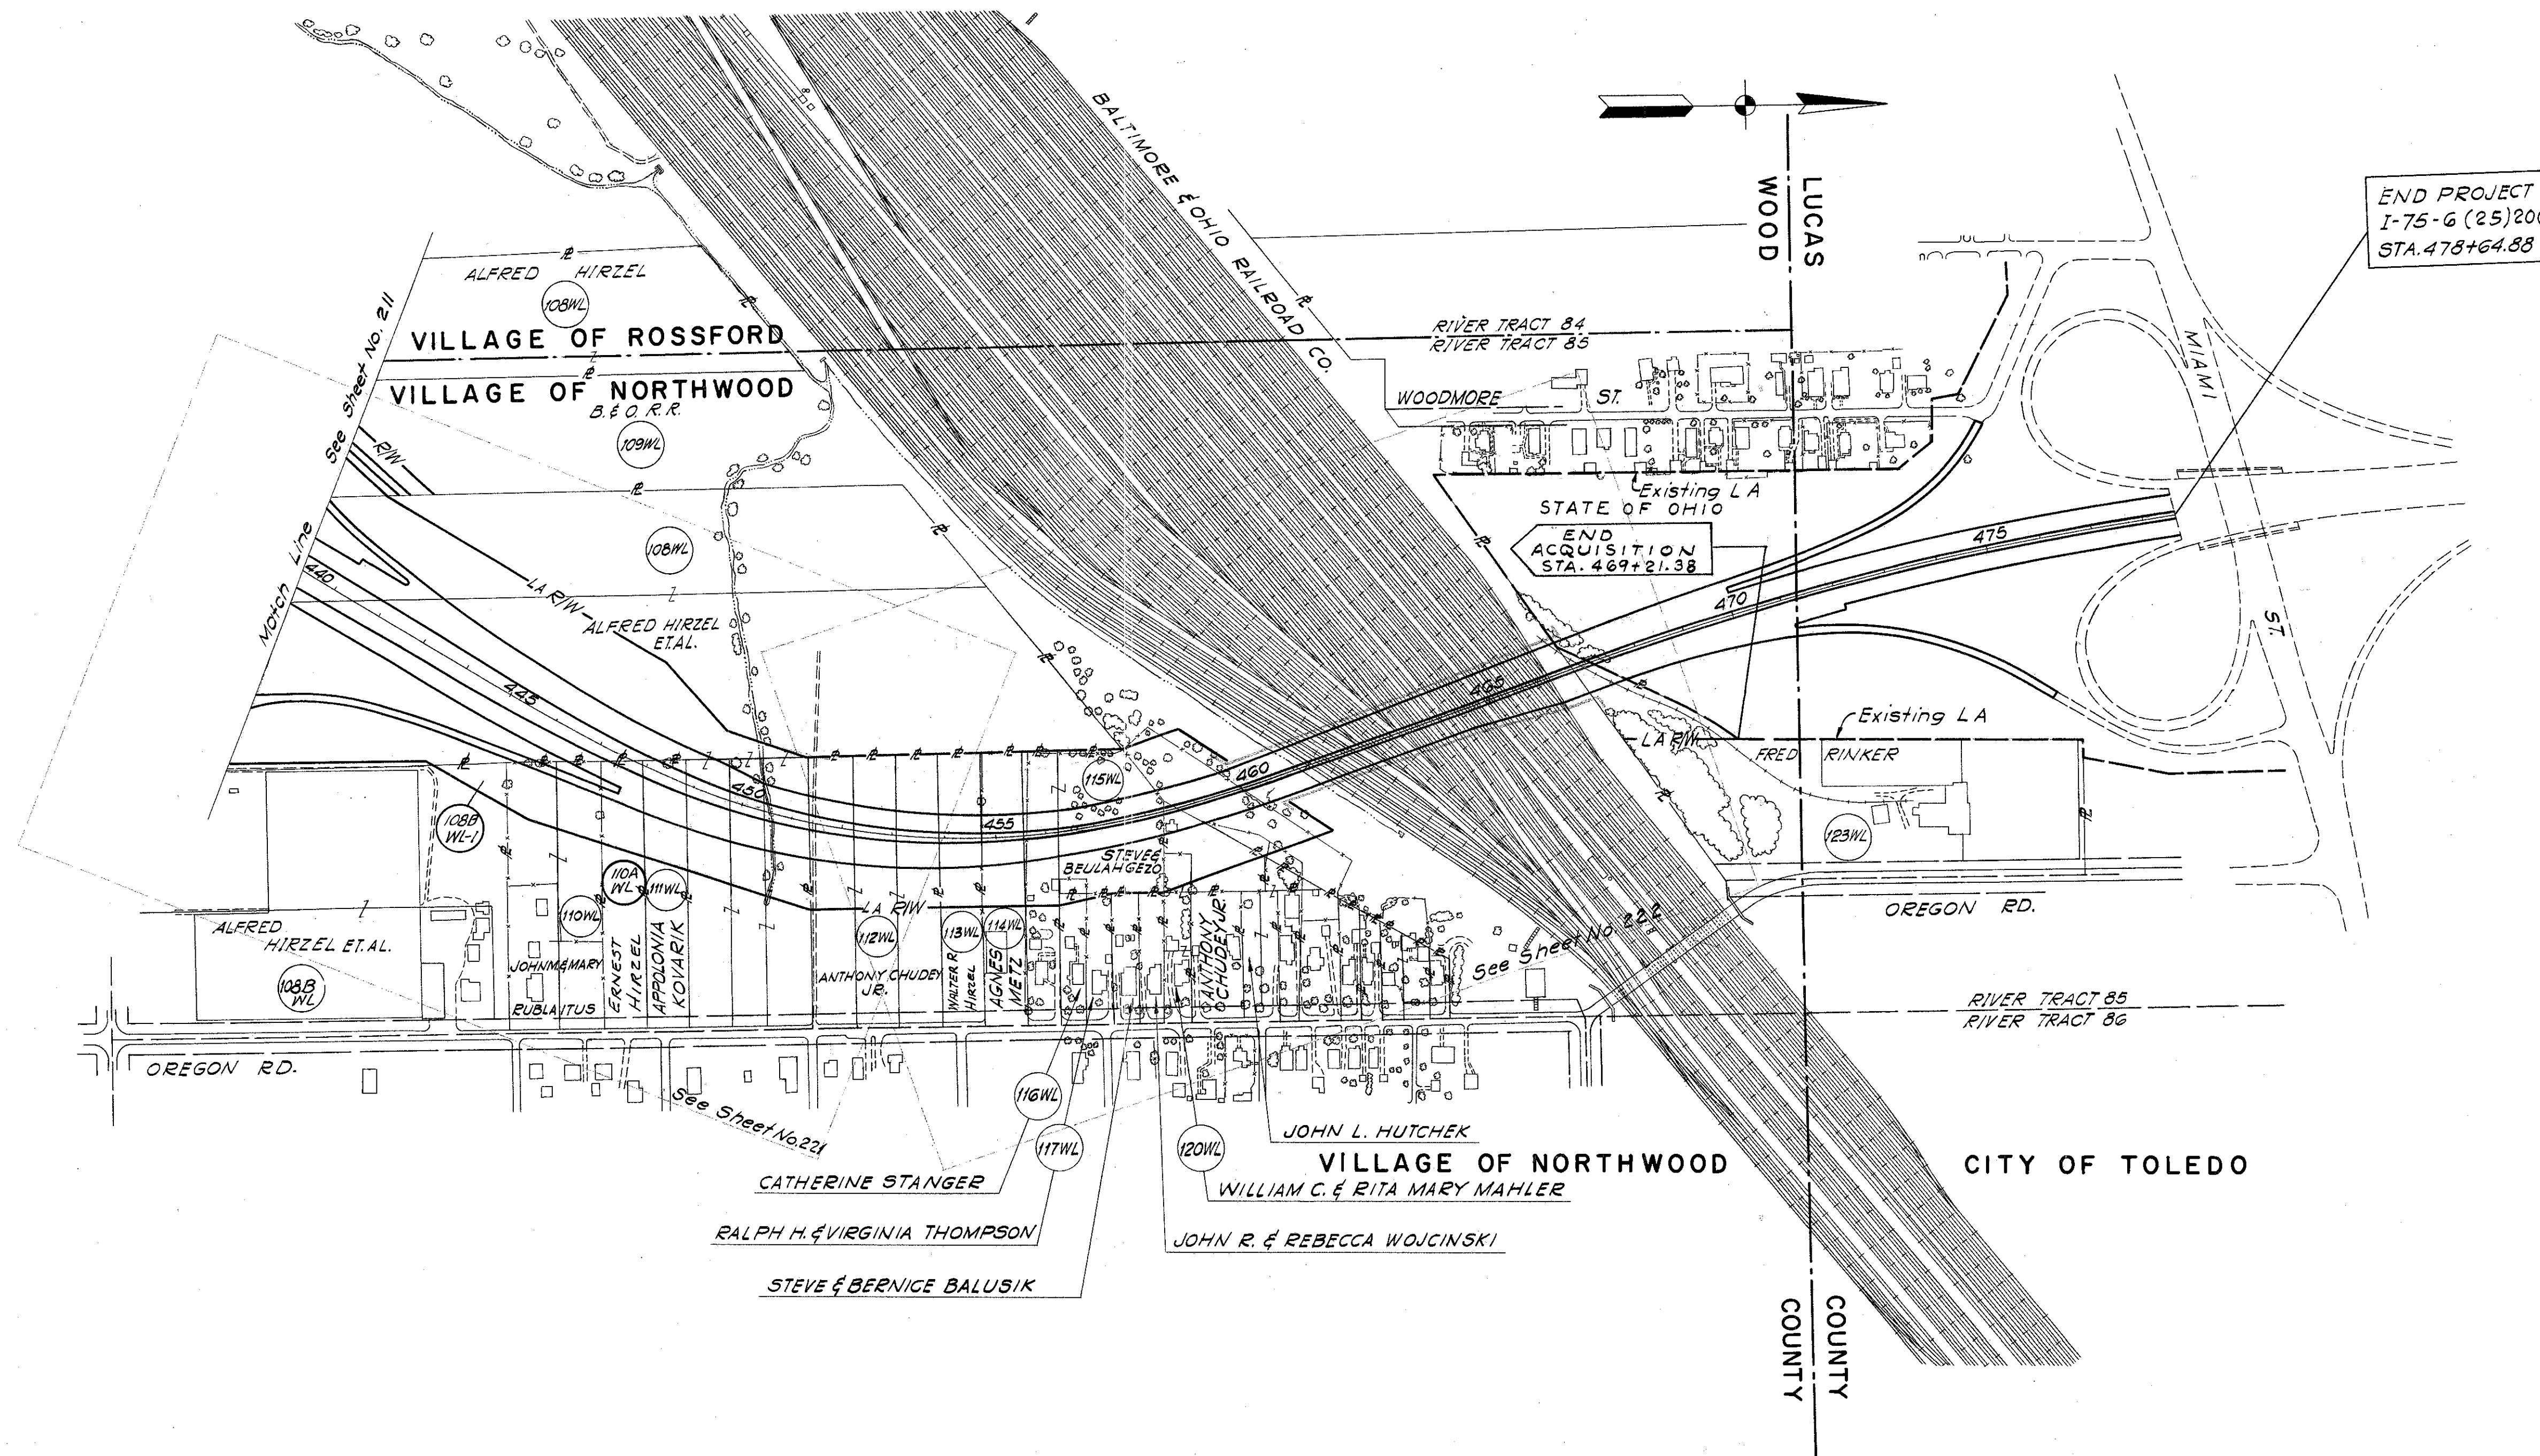 BALTIMORE & OHIO RAILROAD CO.
LUCAS
WOOD
END PROJECT
STA. 478+64.88
ALFRED HIRZEL
108WL
See Sheet No. 211
Match Line
VILLAGE OF ROSSFORD
VILLAGE OF NORTHWOOD
B. & O. R.R.
109WL
R/W
RIVER TRACT 84
RIVER TRACT 85
WOODMORE ST.
MIAMI ST.
Existing LA
STATE OF OHIO
END
ACQUISITION
STA. 469+21.38
108WL
LA R/W
ALFRED HIRZEL
ET.AL.
440
445
450
455
460
465
470
475
Existing LA
LA R/W
FRED RINKER
123WL
OREGON RD.
115WL
STEVE &
BEULAH GEZO
108B
WL-1
110A
WL
111WL
110WL
LA R/W
112WL
113WL
114WL
ALFRED
HIRZEL ET.AL.
108B
WL
JOHN M. & MARY
RUBLAITUS
ERNEST
HIRZEL
APPOLONIA
KOVARIK
ANTHONY CHUDEY
JR.
WALTER R.
HIRZEL
AGNES
METZ
ANTHONY
CHUDEY JR.
See Sheet No. 222
RIVER TRACT 85
RIVER TRACT 86
OREGON RD.
See Sheet No. 221
116WL
117WL
120WL
JOHN L. HUTCHEK
VILLAGE OF NORTHWOOD
CITY OF TOLEDO
CATHERINE STANGER
WILLIAM C. & RITA MARY MAHLER
RALPH H. & VIRGINIA THOMPSON
JOHN R. & REBECCA WOJCINSKI
STEVE & BERNICE BALUSIK
COUNTY
COUNTY